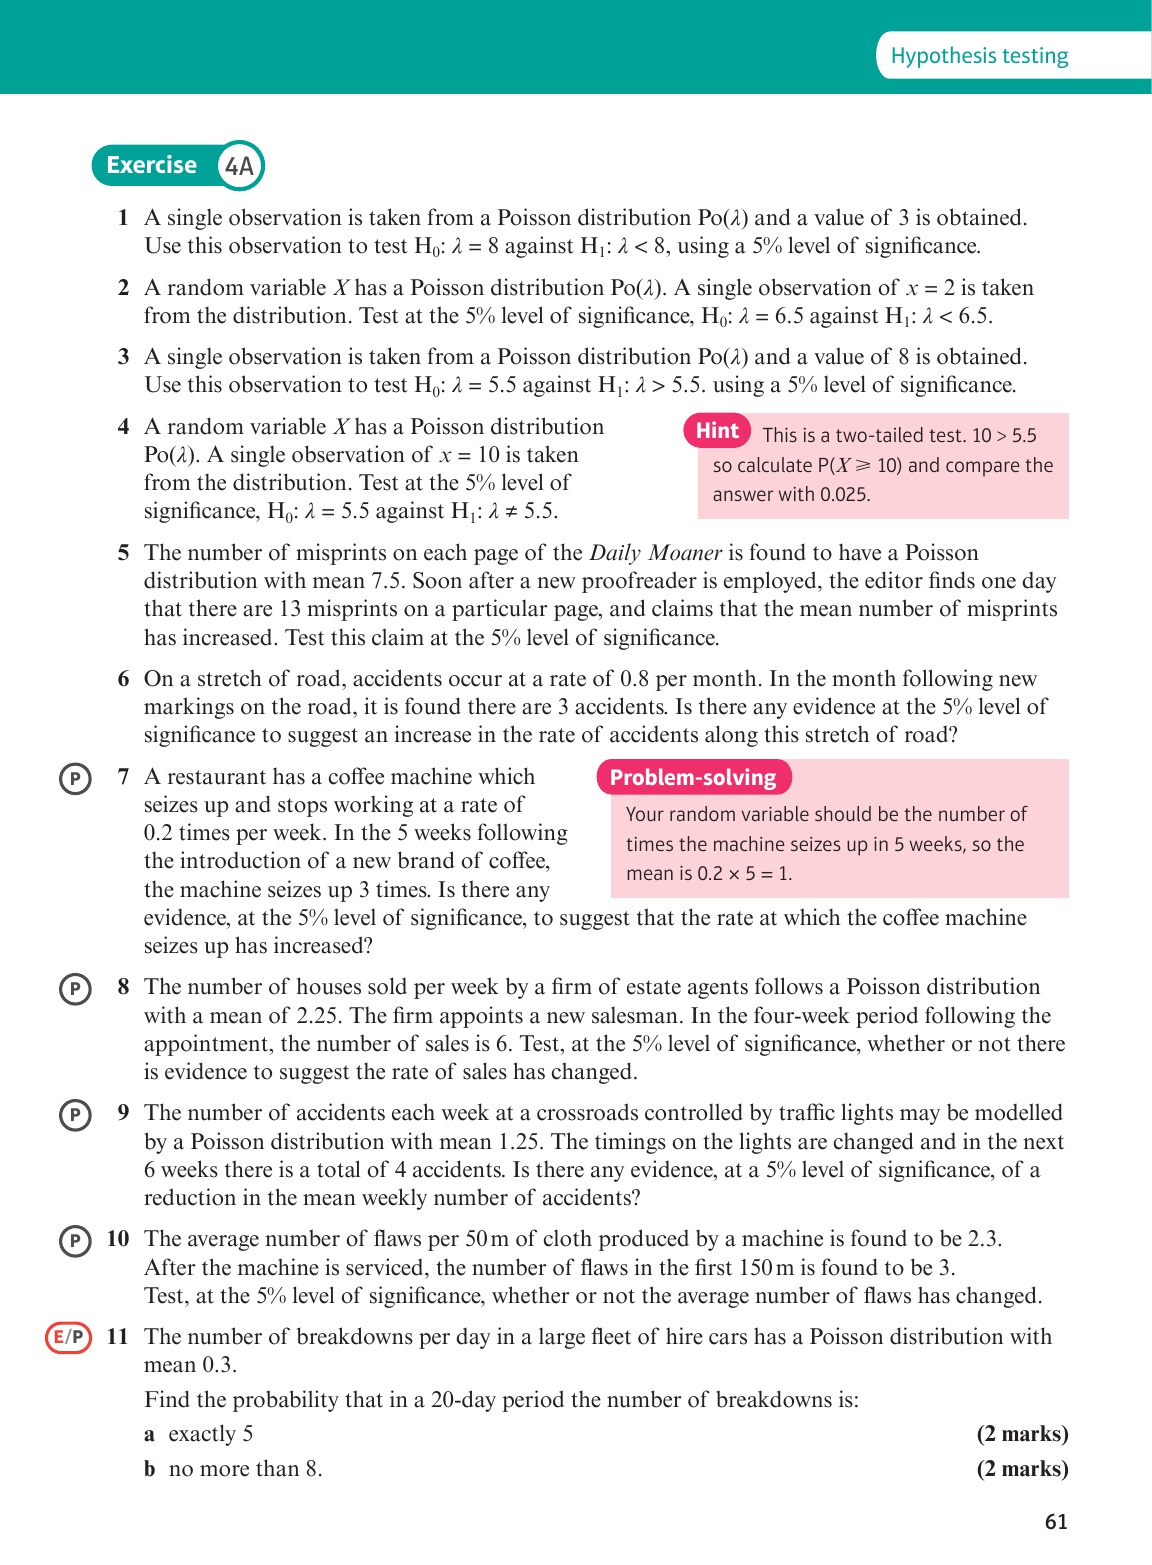 Hypothesis testing
Exercise 4A
1 A single observation is taken from a Poisson distribution Po(λ) and a value of 3 is obtained.
Use this observation to test H₀: λ = 8 against H₁: λ < 8, using a 5% level of significance.
2 A random variable X has a Poisson distribution Po(λ). A single observation of x = 2 is taken
from the distribution. Test at the 5% level of significance, H₀: λ = 6.5 against H₁: λ < 6.5.
3 A single observation is taken from a Poisson distribution Po(λ) and a value of 8 is obtained.
Use this observation to test H₀: λ = 5.5 against H₁: λ > 5.5. using a 5% level of significance.
4 A random variable X has a Poisson distribution
Po(λ). A single observation of x = 10 is taken
from the distribution. Test at the 5% level of
significance, H₀: λ = 5.5 against H₁: λ ≠ 5.5.
Hint This is a two-tailed test. 10 > 5.5
so calculate P(X ⩾ 10) and compare the
answer with 0.025.
5 The number of misprints on each page of the Daily Moaner is found to have a Poisson
distribution with mean 7.5. Soon after a new proofreader is employed, the editor finds one day
that there are 13 misprints on a particular page, and claims that the mean number of misprints
has increased. Test this claim at the 5% level of significance.
6 On a stretch of road, accidents occur at a rate of 0.8 per month. In the month following new
markings on the road, it is found there are 3 accidents. Is there any evidence at the 5% level of
significance to suggest an increase in the rate of accidents along this stretch of road?
P 7 A restaurant has a coffee machine which
seizes up and stops working at a rate of
0.2 times per week. In the 5 weeks following
the introduction of a new brand of coffee,
the machine seizes up 3 times. Is there any
evidence, at the 5% level of significance, to suggest that the rate at which the coffee machine
seizes up has increased?
Problem-solving
Your random variable should be the number of
times the machine seizes up in 5 weeks, so the
mean is 0.2 × 5 = 1.
P 8 The number of houses sold per week by a firm of estate agents follows a Poisson distribution
with a mean of 2.25. The firm appoints a new salesman. In the four-week period following the
appointment, the number of sales is 6. Test, at the 5% level of significance, whether or not there
is evidence to suggest the rate of sales has changed.
P 9 The number of accidents each week at a crossroads controlled by traffic lights may be modelled
by a Poisson distribution with mean 1.25. The timings on the lights are changed and in the next
6 weeks there is a total of 4 accidents. Is there any evidence, at a 5% level of significance, of a
reduction in the mean weekly number of accidents?
P 10 The average number of flaws per 50 m of cloth produced by a machine is found to be 2.3.
After the machine is serviced, the number of flaws in the first 150 m is found to be 3.
Test, at the 5% level of significance, whether or not the average number of flaws has changed.
E/P 11 The number of breakdowns per day in a large fleet of hire cars has a Poisson distribution with
mean 0.3.
Find the probability that in a 20-day period the number of breakdowns is:
a exactly 5 (2 marks)
b no more than 8. (2 marks)
61